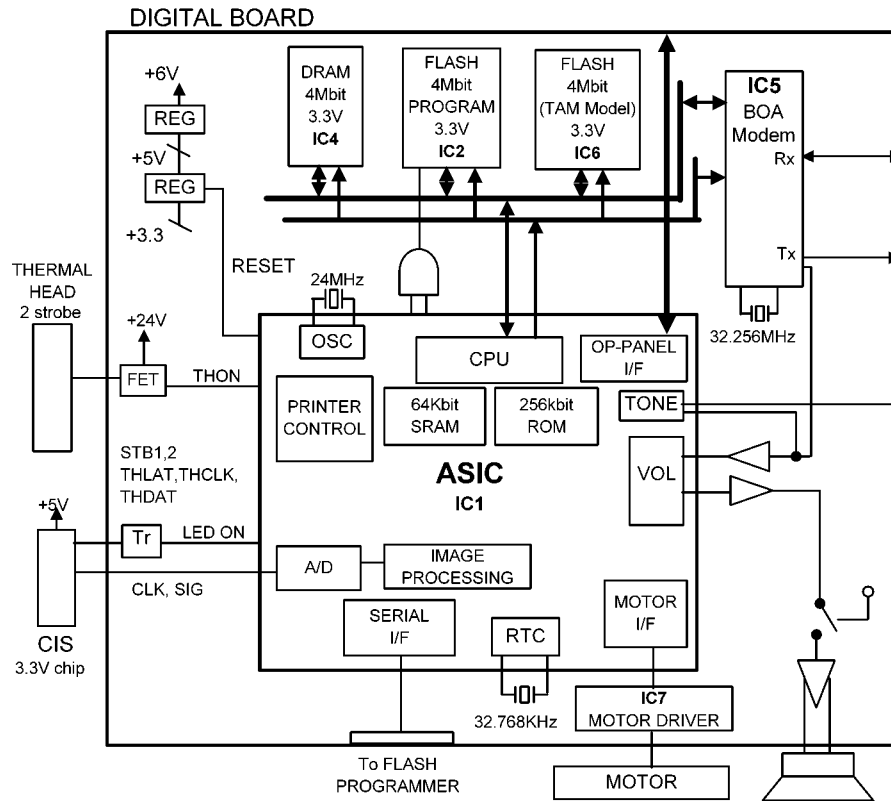 DIGITAL BOARD
+6V
REG
+5V
REG
+3.3
DRAM
4Mbit
3.3V
IC4
FLASH
4Mbit
PROGRAM
3.3V
IC2
FLASH
4Mbit
(TAM Model)
3.3V
IC6
IC5
BOA
Modem
Rx
Tx
32.256MHz
RESET
24MHz
OSC
THERMAL
HEAD
2 strobe
+24V
FET
THON
PRINTER
CONTROL
CPU
64Kbit
SRAM
256kbit
ROM
OP-PANEL
I/F
TONE
VOL
ASIC
IC1
STB1,2
THLAT,THCLK,
THDAT
+5V
Tr
LED ON
CLK, SIG
CIS
3.3V chip
A/D
IMAGE
PROCESSING
SERIAL
I/F
RTC
32.768KHz
MOTOR
I/F
IC7
MOTOR DRIVER
MOTOR
To FLASH
PROGRAMMER